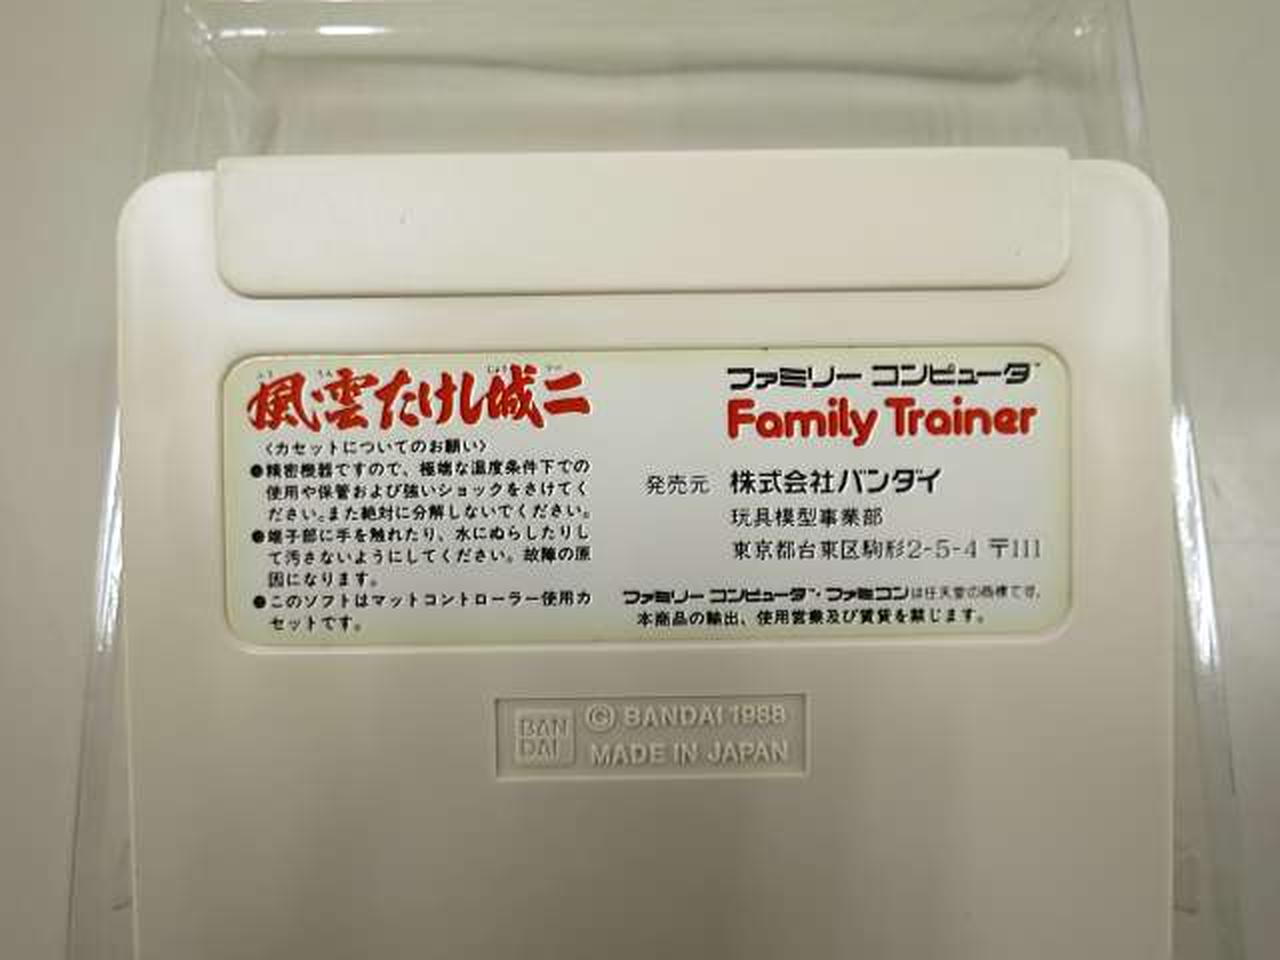 風雲たけし城二
〈カセットについてのお願い〉
●精密機器ですので、極端な温度条件下での
使用や保管および強いショックをさけてく
ださい。また絶対に分解しないでください。
●端子部に手を触れたり、水にぬらしたりし
て汚さないようにしてください。故障の原
因になります。
●このソフトはマットコントローラー使用カ
セットです。
ファミリー コンピュータ™
Family Trainer
発売元 株式会社バンダイ
玩具模型事業部
東京都台東区駒形2-5-4 〒111
ファミリー コンピュータ™・ファミコンは任天堂の商標です。
本商品の輸出、使用営業及び賃貸を禁じます。
BAN
DAI
© BANDAI 1988
MADE IN JAPAN